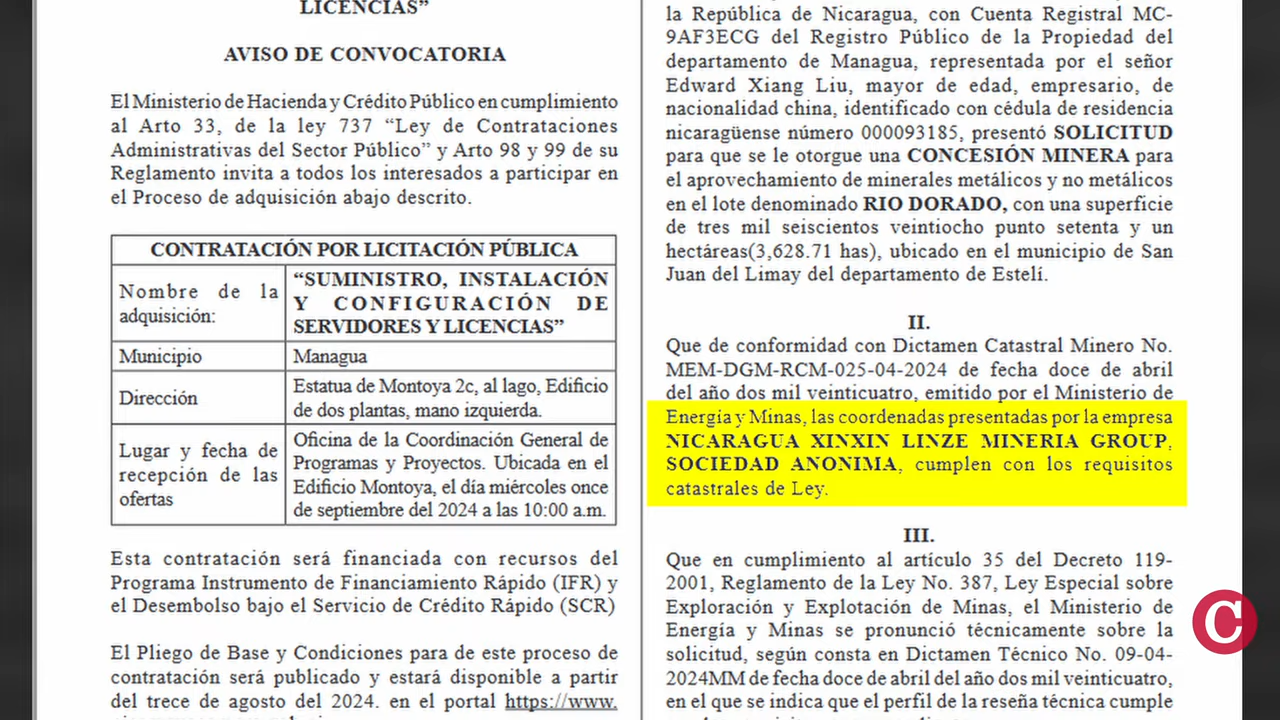 LICENCIAS”
AVISO DE CONVOCATORIA
El Ministerio de Hacienda y Crédito Público en cumplimiento
al Arto 33, de la ley 737 “Ley de Contrataciones
Administrativas del Sector Público” y Arto 98 y 99 de su
Reglamento invita a todos los interesados a participar en
el Proceso de adquisición abajo descrito.
CONTRATACIÓN POR LICITACIÓN PÚBLICA
Nombre de la
adquisición:
“SUMINISTRO, INSTALACIÓN
Y CONFIGURACIÓN DE
SERVIDORES Y LICENCIAS”
Municipio
Managua
Dirección
Estatua de Montoya 2c, al lago, Edificio
de dos plantas, mano izquierda.
Lugar y fecha de
recepción de las
ofertas
Oficina de la Coordinación General de
Programas y Proyectos. Ubicada en el
Edificio Montoya, el día miércoles once
de septiembre del 2024 a las 10:00 a.m.
Esta contratación será financiada con recursos del
Programa Instrumento de Financiamiento Rápido (IFR) y
el Desembolso bajo el Servicio de Crédito Rápido (SCR)
El Pliego de Base y Condiciones para de este proceso de
contratación será publicado y estará disponible a partir
del trece de agosto del 2024. en el portal https://www.
la República de Nicaragua, con Cuenta Registral MC-
9AF3ECG del Registro Público de la Propiedad del
departamento de Managua, representada por el señor
Edward Xiang Liu, mayor de edad, empresario, de
nacionalidad china, identificado con cédula de residencia
nicaragüense número 000093185, presentó SOLICITUD
para que se le otorgue una CONCESIÓN MINERA para
el aprovechamiento de minerales metálicos y no metálicos
en el lote denominado RIO DORADO, con una superficie
de tres mil seiscientos veintiocho punto setenta y un
hectáreas(3,628.71 has), ubicado en el municipio de San
Juan del Limay del departamento de Estelí.
II.
Que de conformidad con Dictamen Catastral Minero No.
MEM-DGM-RCM-025-04-2024 de fecha doce de abril
del año dos mil veinticuatro, emitido por el Ministerio de
Energía y Minas, las coordenadas presentadas por la empresa
NICARAGUA XINXIN LINZE MINERIA GROUP,
SOCIEDAD ANONIMA, cumplen con los requisitos
catastrales de Ley.
III.
Que en cumplimiento al artículo 35 del Decreto 119-
2001, Reglamento de la Ley No. 387, Ley Especial sobre
Exploración y Explotación de Minas, el Ministerio de
Energía y Minas se pronunció técnicamente sobre la
solicitud, según consta en Dictamen Técnico No. 09-04-
2024MM de fecha doce de abril del año dos mil veinticuatro,
en el que se indica que el perfil de la reseña técnica cumple
C